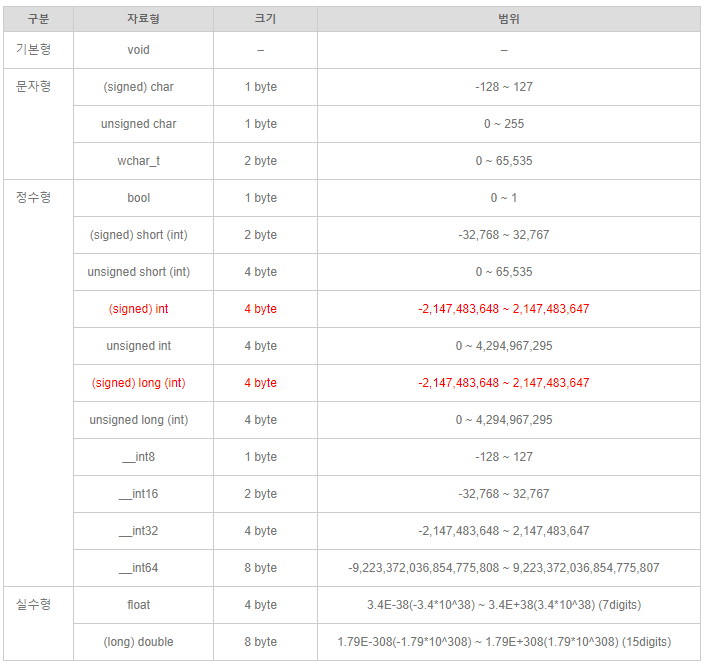 구분 자료형 크기 범위
기본형 void – –
문자형 (signed) char 1 byte -128 ~ 127
unsigned char 1 byte 0 ~ 255
wchar_t 2 byte 0 ~ 65,535
정수형 bool 1 byte 0 ~ 1
(signed) short (int) 2 byte -32,768 ~ 32,767
unsigned short (int) 4 byte 0 ~ 65,535
(signed) int 4 byte -2,147,483,648 ~ 2,147,483,647
unsigned int 4 byte 0 ~ 4,294,967,295
(signed) long (int) 4 byte -2,147,483,648 ~ 2,147,483,647
unsigned long (int) 4 byte 0 ~ 4,294,967,295
__int8 1 byte -128 ~ 127
__int16 2 byte -32,768 ~ 32,767
__int32 4 byte -2,147,483,648 ~ 2,147,483,647
__int64 8 byte -9,223,372,036,854,775,808 ~ 9,223,372,036,854,775,807
실수형 float 4 byte 3.4E-38(-3.4*10^38) ~ 3.4E+38(3.4*10^38) (7digits)
(long) double 8 byte 1.79E-308(-1.79*10^308) ~ 1.79E+308(1.79*10^308) (15digits)